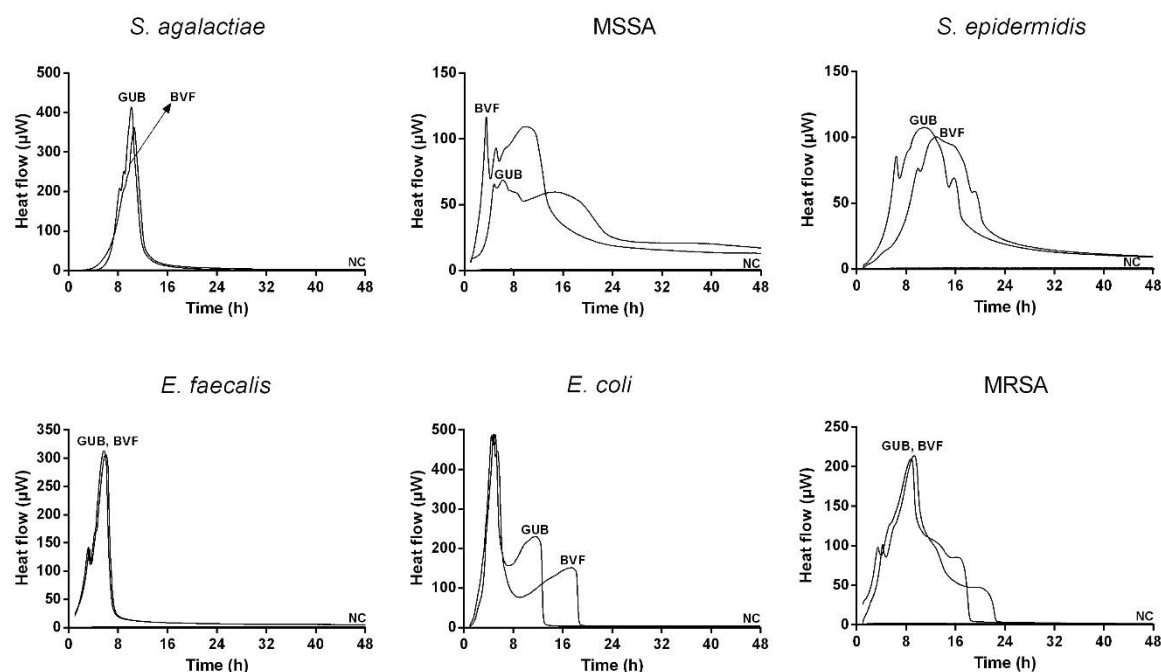 S. agalactiae
500
400
300
200
100
0
Heat flow (µW)
GUB
BVF
NC
0 8 16 24 32 40 48
Time (h)
MSSA
150
100
50
0
Heat flow (µW)
BVF
GUB
NC
0 8 16 24 32 40 48
Time (h)
S. epidermidis
150
100
50
0
Heat flow (µW)
GUB
BVF
NC
0 8 16 24 32 40 48
Time (h)
E. faecalis
350
300
250
200
150
100
50
0
Heat flow (µW)
GUB, BVF
NC
0 8 16 24 32 40 48
Time (h)
E. coli
500
400
300
200
100
0
Heat flow (µW)
GUB
BVF
NC
0 8 16 24 32 40 48
Time (h)
MRSA
250
200
150
100
50
0
Heat flow (µW)
GUB, BVF
NC
0 8 16 24 32 40 48
Time (h)